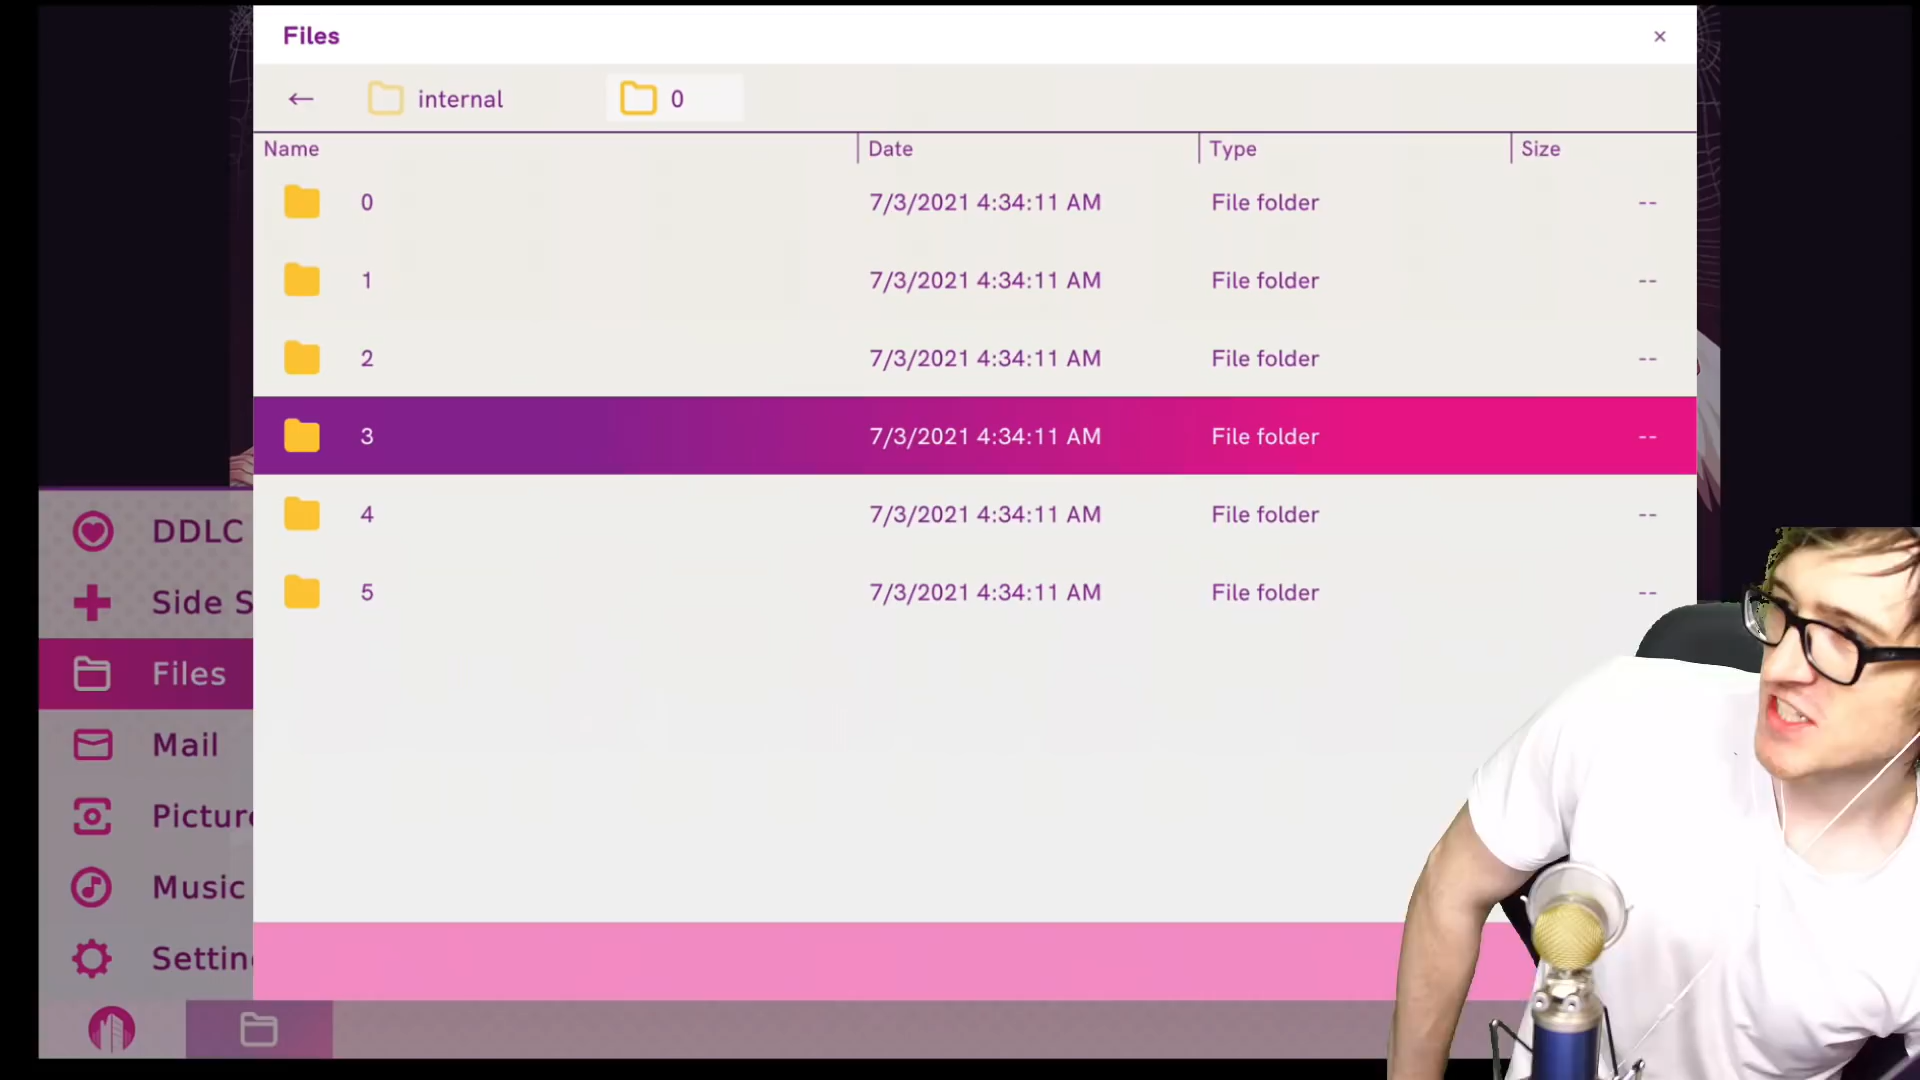 Files
internal 0
Name Date Type Size
0 7/3/2021 4:34:11 AM File folder --
1 7/3/2021 4:34:11 AM File folder --
2 7/3/2021 4:34:11 AM File folder --
3 7/3/2021 4:34:11 AM File folder --
4 7/3/2021 4:34:11 AM File folder --
5 7/3/2021 4:34:11 AM File folder --
DDLC
Side S
Files
Mail
Picture
Music
Settin